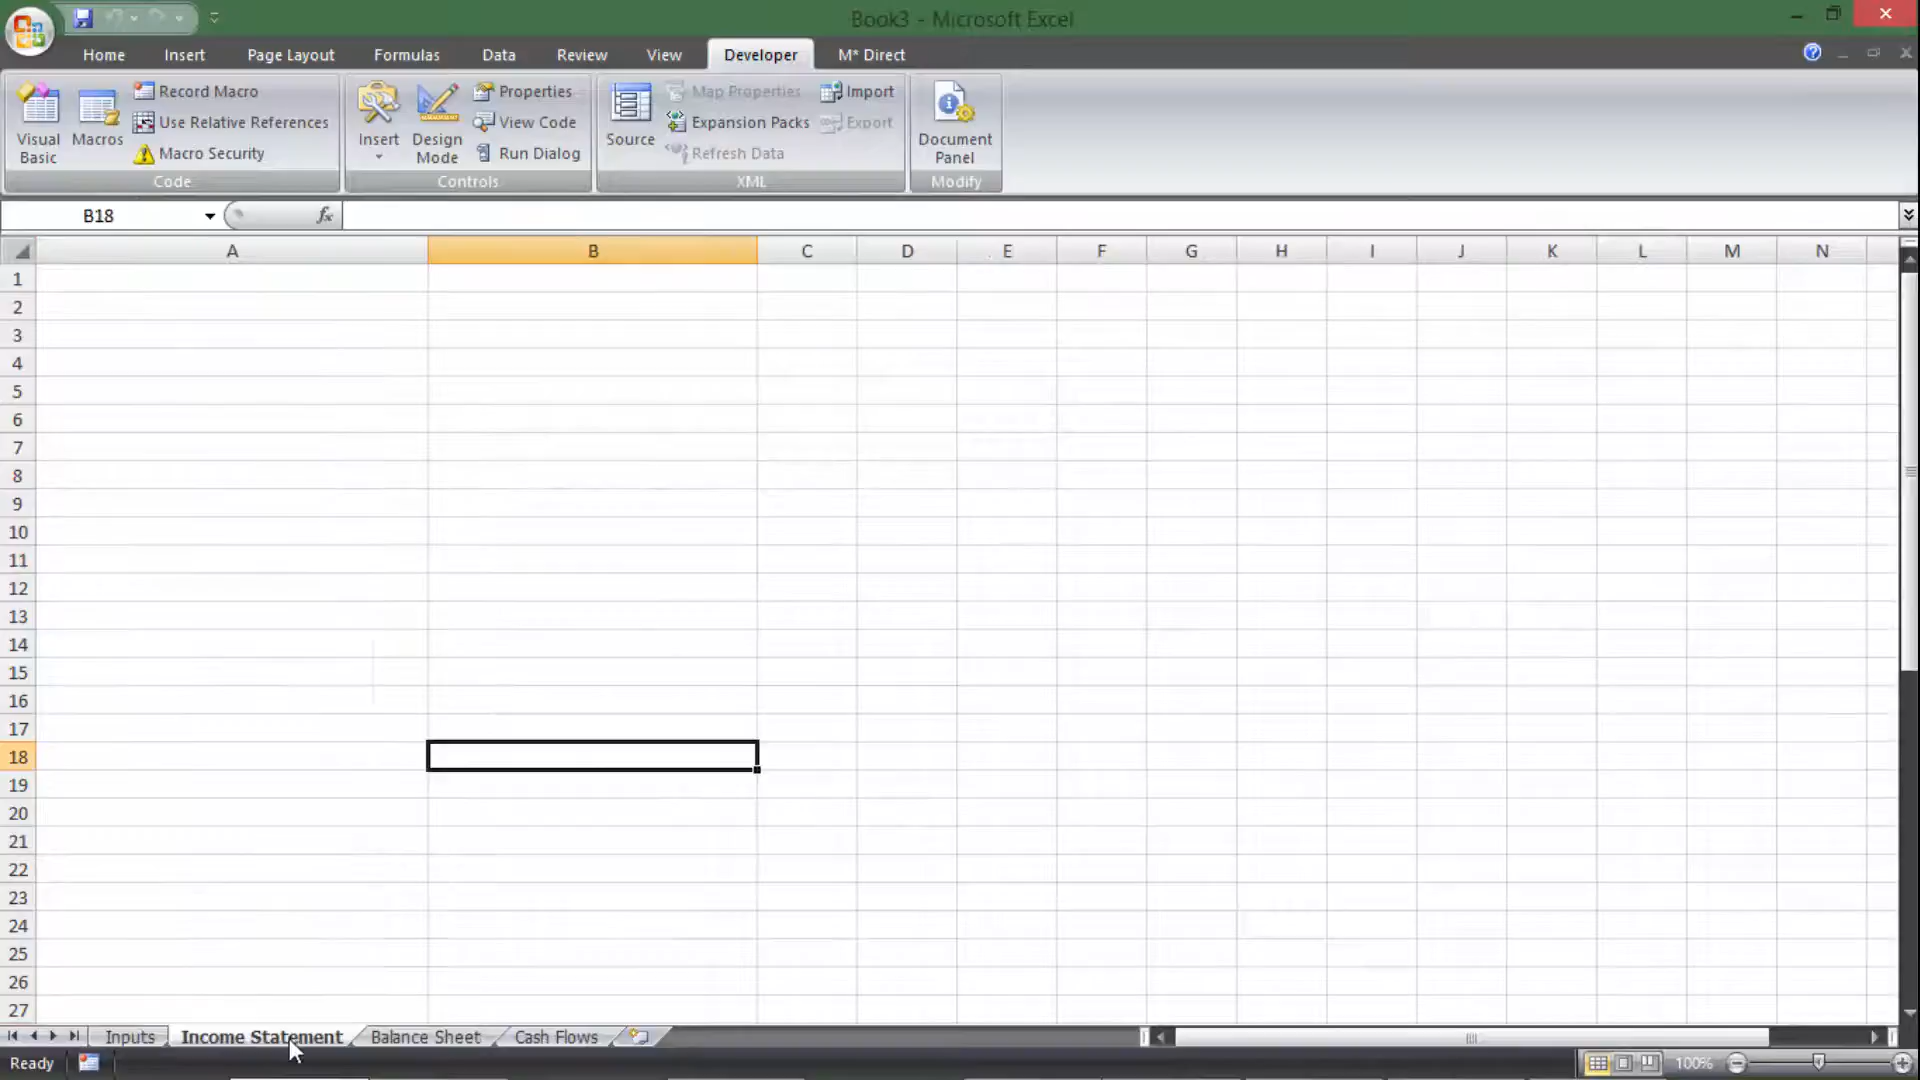 Book3 - Microsoft Excel
Home Insert Page Layout Formulas Data Review View Developer M* Direct
Visual Basic
Macros
Record Macro
Use Relative References
Macro Security
Code
Insert
Design Mode
Properties
View Code
Run Dialog
Controls
Source
Map Properties
Expansion Packs
Refresh Data
Import
Export
XML
Document Panel
Modify
B18 fx
A B C D E F G H I J K L M N
1
2
3
4
5
6
7
8
9
10
11
12
13
14
15
16
17
18
19
20
21
22
23
24
25
26
27
Inputs Income Statement Balance Sheet Cash Flows
Ready 100%